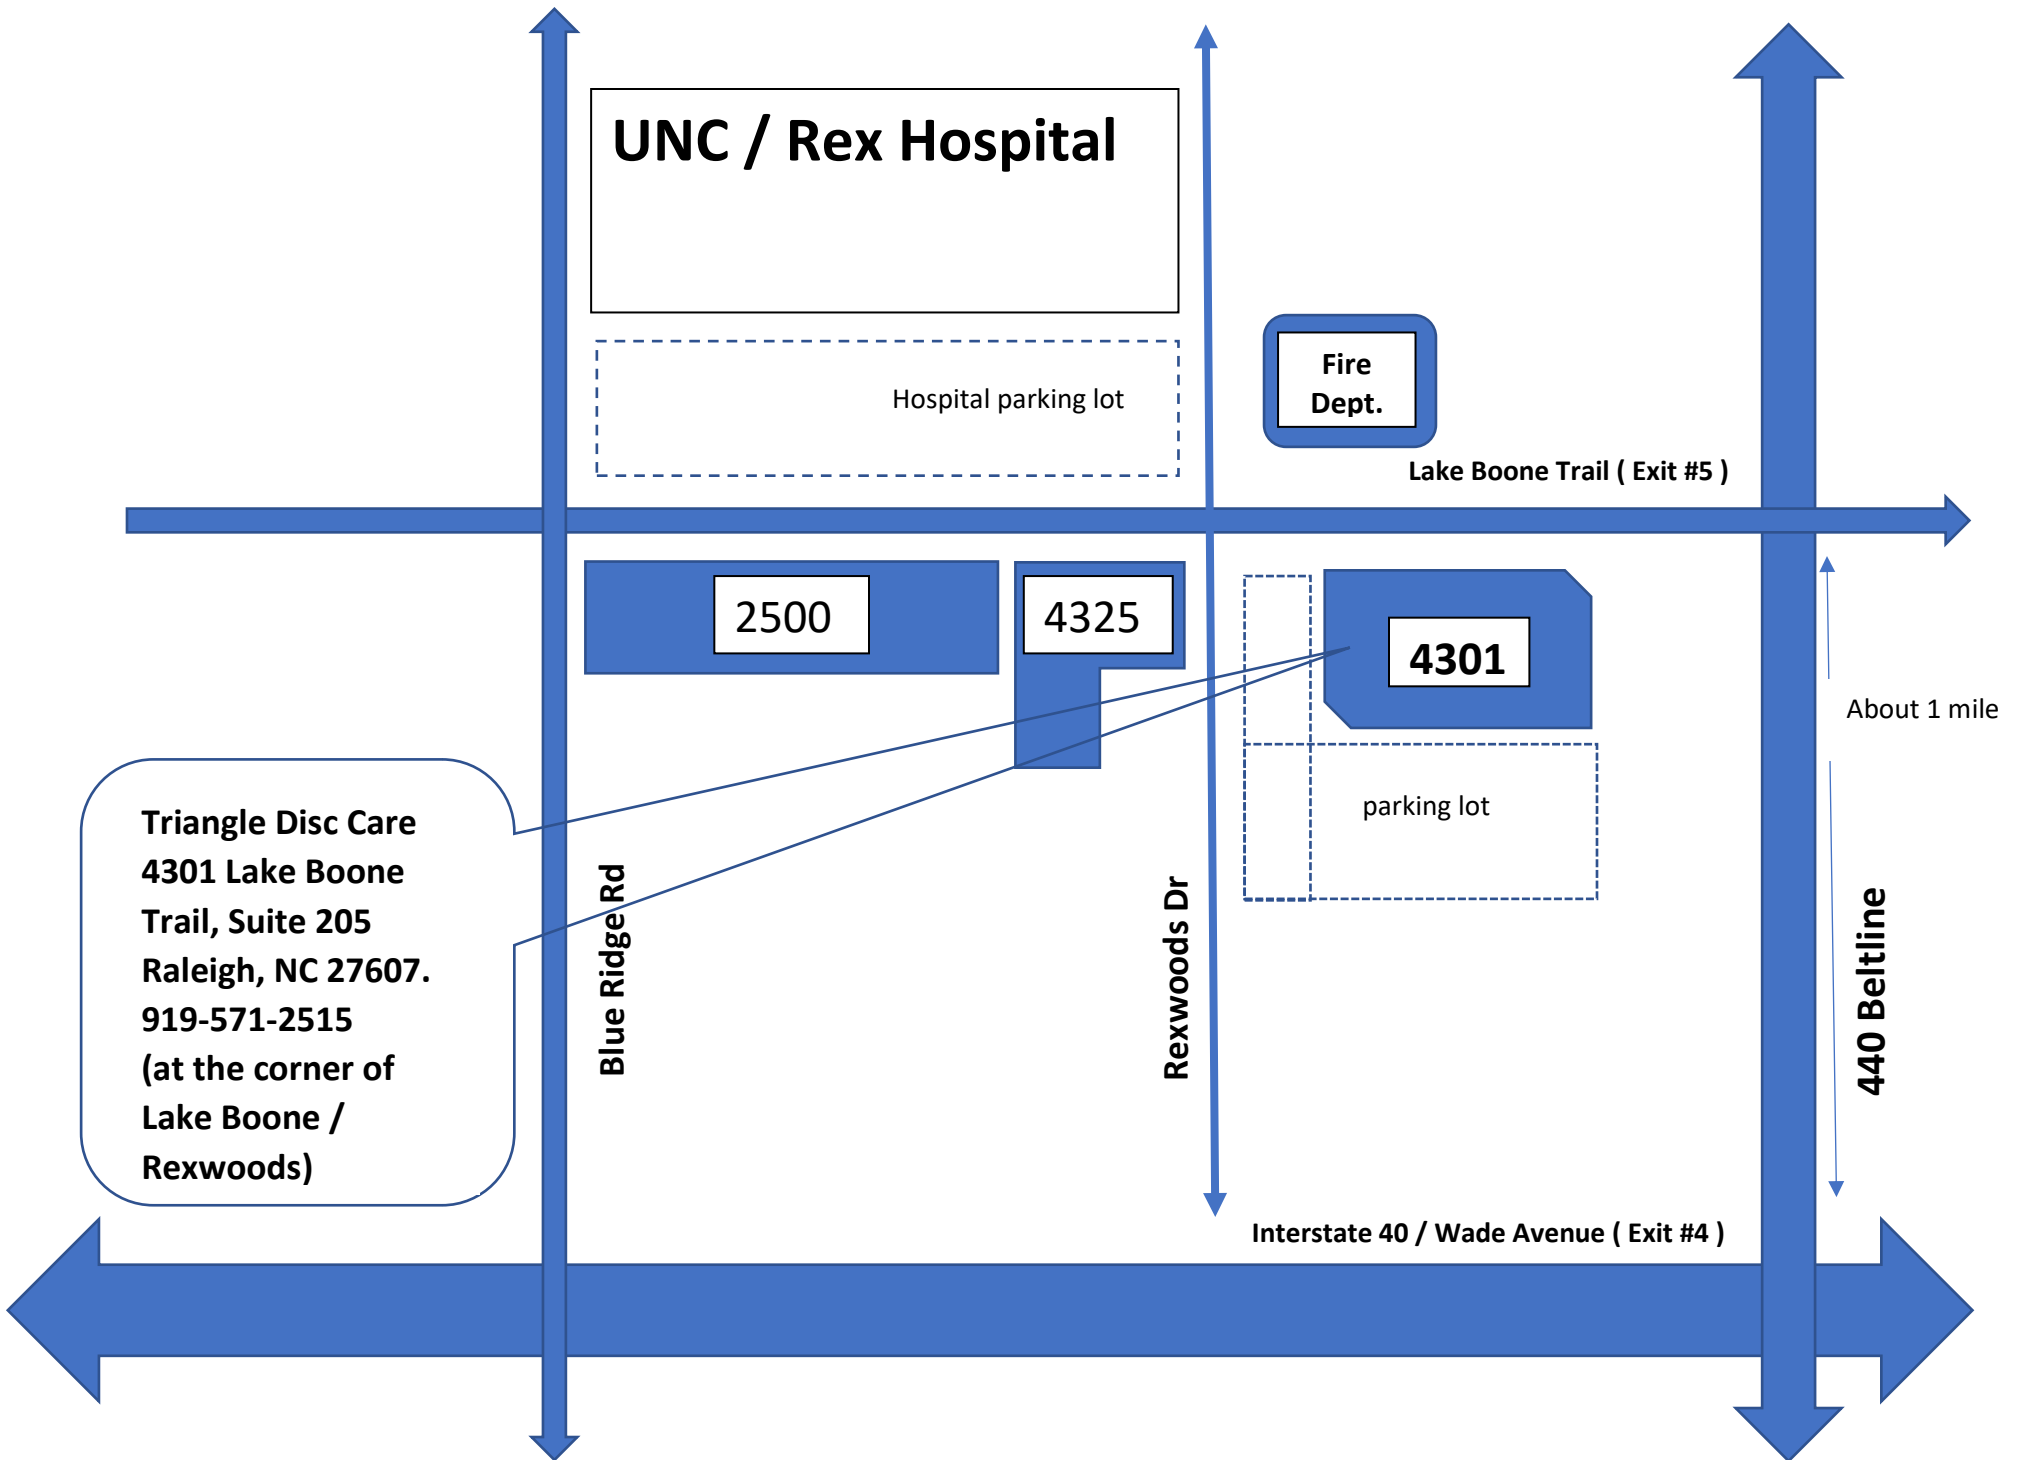 UNC / Rex Hospital
Fire
Dept.
Hospital parking lot
Lake Boone Trail ( Exit #5 )
2500
4325
4301
About 1 mile
parking lot
Triangle Disc Care
4301 Lake Boone
Trail, Suite 205
Raleigh, NC 27607.
919-571-2515
(at the corner of
Lake Boone /
Rexwoods)
Blue Ridge Rd
Rexwoods Dr
440 Beltline
Interstate 40 / Wade Avenue ( Exit #4 )